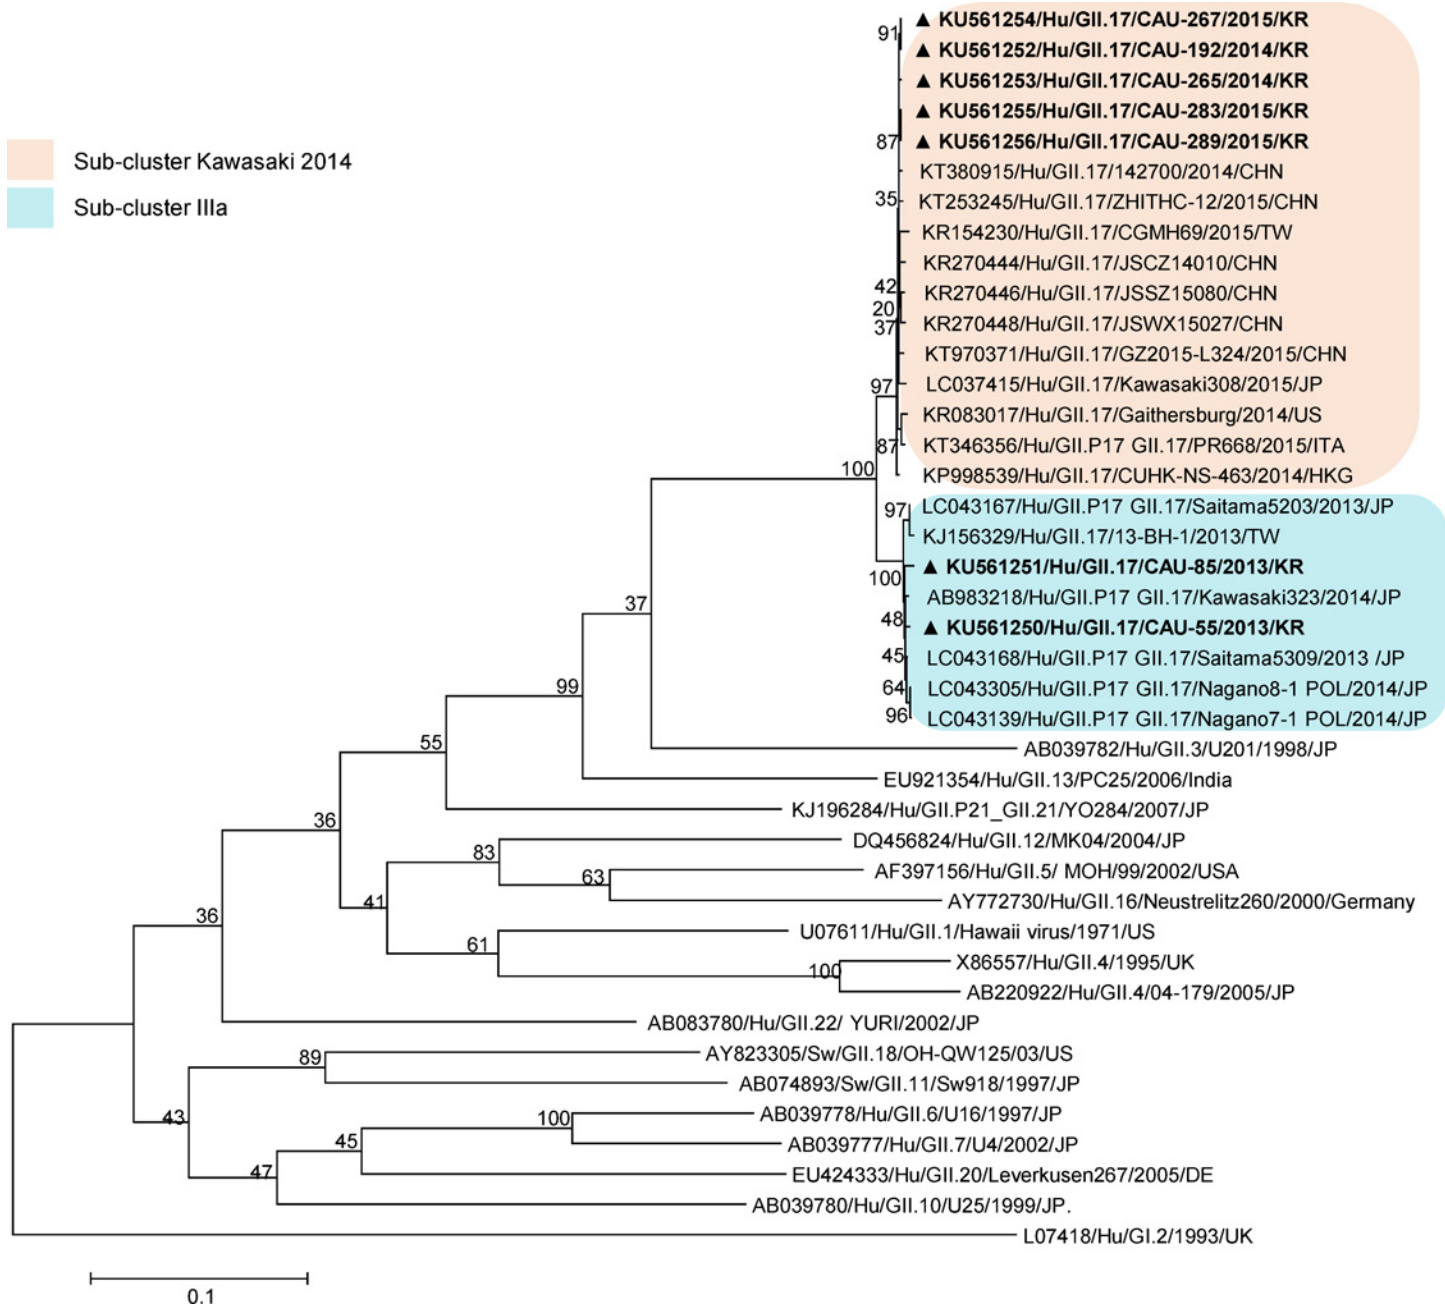 91
▲ KU561254/Hu/GII.17/CAU-267/2015/KR
▲ KU561252/Hu/GII.17/CAU-192/2014/KR
▲ KU561253/Hu/GII.17/CAU-265/2014/KR
▲ KU561255/Hu/GII.17/CAU-283/2015/KR
87
▲ KU561256/Hu/GII.17/CAU-289/2015/KR
Sub-cluster Kawasaki 2014
KT380915/Hu/GII.17/142700/2014/CHN
35
KT253245/Hu/GII.17/ZHITHC-12/2015/CHN
Sub-cluster IIIa
KR154230/Hu/GII.17/CGMH69/2015/TW
KR270444/Hu/GII.17/JSCZ14010/CHN
42
KR270446/Hu/GII.17/JSSZ15080/CHN
20
37
KR270448/Hu/GII.17/JSWX15027/CHN
KT970371/Hu/GII.17/GZ2015-L324/2015/CHN
97
LC037415/Hu/GII.17/Kawasaki308/2015/JP
KR083017/Hu/GII.17/Gaithersburg/2014/US
87
KT346356/Hu/GII.P17 GII.17/PR668/2015/ITA
100
KP998539/Hu/GII.17/CUHK-NS-463/2014/HKG
97
LC043167/Hu/GII.P17 GII.17/Saitama5203/2013/JP
KJ156329/Hu/GII.17/13-BH-1/2013/TW
100
▲ KU561251/Hu/GII.17/CAU-85/2013/KR
37
AB983218/Hu/GII.P17 GII.17/Kawasaki323/2014/JP
48
▲ KU561250/Hu/GII.17/CAU-55/2013/KR
45
LC043168/Hu/GII.P17 GII.17/Saitama5309/2013 /JP
99
64
LC043305/Hu/GII.P17 GII.17/Nagano8-1 POL/2014/JP
96
LC043139/Hu/GII.P17 GII.17/Nagano7-1 POL/2014/JP
55
AB039782/Hu/GII.3/U201/1998/JP
EU921354/Hu/GII.13/PC25/2006/India
KJ196284/Hu/GII.P21_GII.21/YO284/2007/JP
36
DQ456824/Hu/GII.12/MK04/2004/JP
83
AF397156/Hu/GII.5/ MOH/99/2002/USA
63
41
AY772730/Hu/GII.16/Neustrelitz260/2000/Germany
36
U07611/Hu/GII.1/Hawaii virus/1971/US
61
X86557/Hu/GII.4/1995/UK
100
AB220922/Hu/GII.4/04-179/2005/JP
AB083780/Hu/GII.22/ YURI/2002/JP
89
AY823305/Sw/GII.18/OH-QW125/03/US
AB074893/Sw/GII.11/Sw918/1997/JP
43
100
AB039778/Hu/GII.6/U16/1997/JP
45
AB039777/Hu/GII.7/U4/2002/JP
47
EU424333/Hu/GII.20/Leverkusen267/2005/DE
AB039780/Hu/GII.10/U25/1999/JP.
L07418/Hu/GI.2/1993/UK
0.1